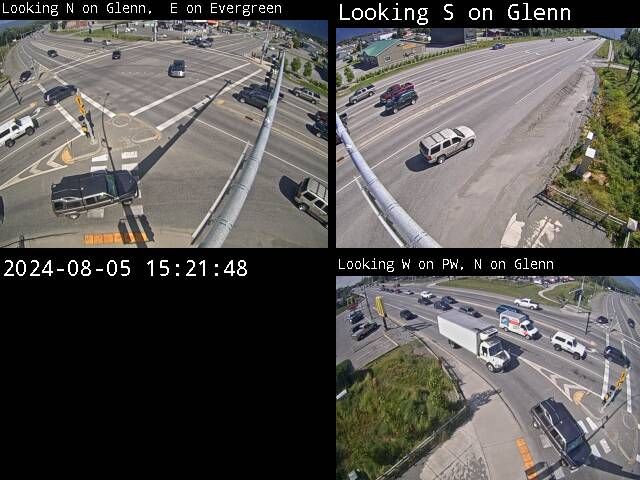 Looking N on Glenn, E on Evergreen
Looking S on Glenn
2024-08-05 15:21:48
Looking W on PW, N on Glenn